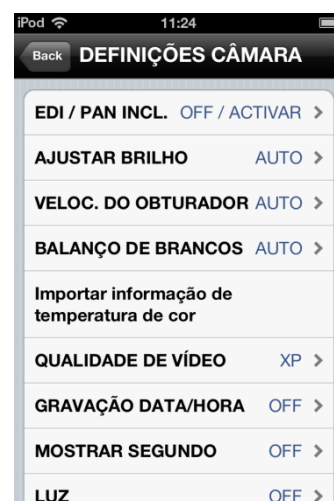 iPod 11:24
Back DEFINIÇÕES CÂMARA
EDI / PAN INCL. OFF / ACTIVAR
AJUSTAR BRILHO AUTO
VELOC. DO OBTURADOR AUTO
BALANÇO DE BRANCOS AUTO
Importar informação de
temperatura de cor
QUALIDADE DE VÍDEO XP
GRAVAÇÃO DATA/HORA OFF
MOSTRAR SEGUNDO OFF
LUZ OFF